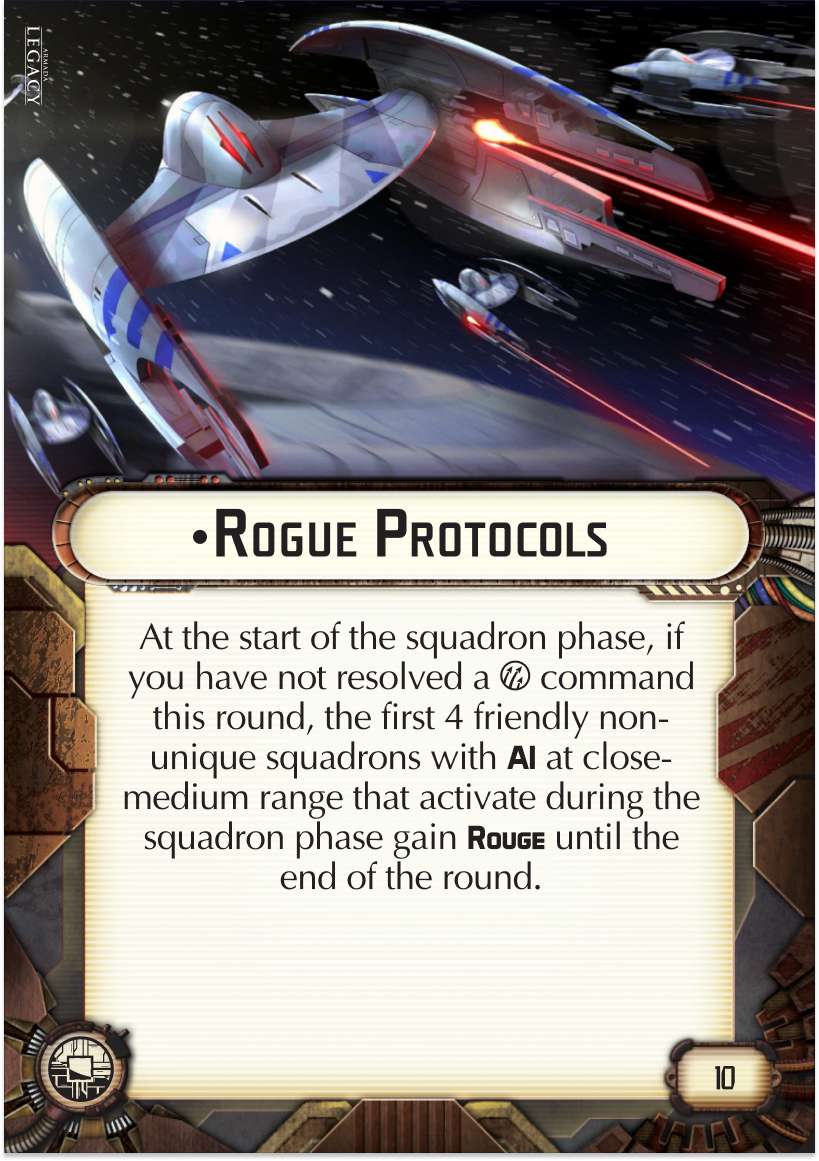 ARMADA
LEGACY
•Rogue Protocols
At the start of the squadron phase, if
you have not resolved a command
this round, the first 4 friendly non-
unique squadrons with AI at close-
medium range that activate during the
squadron phase gain Rouge until the
end of the round.
10